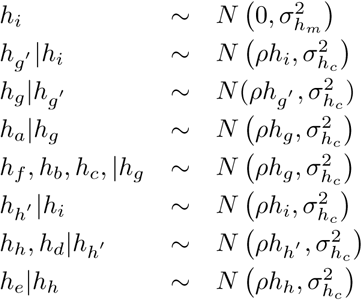 h_i ∼ N (0, σ²_{h_m})
h_{g'}|h_i ∼ N (ρh_i, σ²_{h_c})
h_g|h_{g'} ∼ N(ρh_{g'}, σ²_{h_c})
h_a|h_g ∼ N (ρh_g, σ²_{h_c})
h_f, h_b, h_c, |h_g ∼ N (ρh_g, σ²_{h_c})
h_{h'}|h_i ∼ N (ρh_i, σ²_{h_c})
h_h, h_d|h_{h'} ∼ N (ρh_{h'}, σ²_{h_c})
h_e|h_h ∼ N (ρh_h, σ²_{h_c})